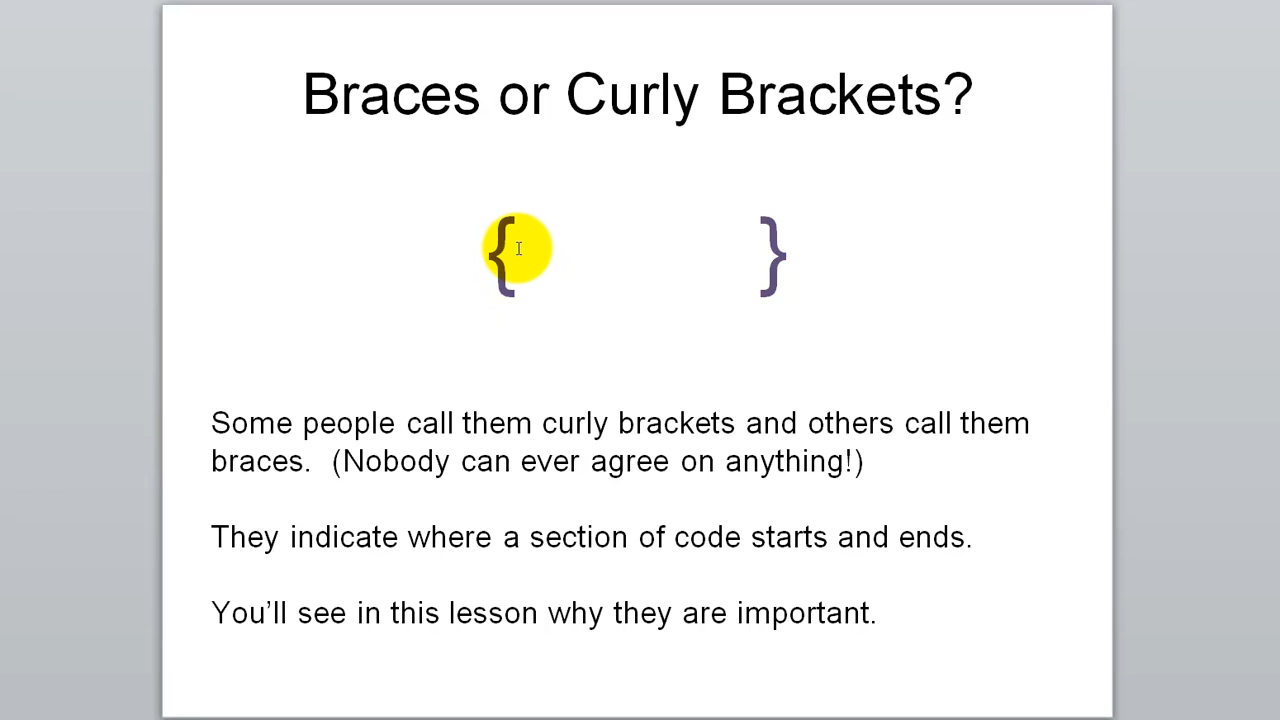 Braces or Curly Brackets?
{ }
Some people call them curly brackets and others call them
braces.  (Nobody can ever agree on anything!)
They indicate where a section of code starts and ends.
You’ll see in this lesson why they are important.